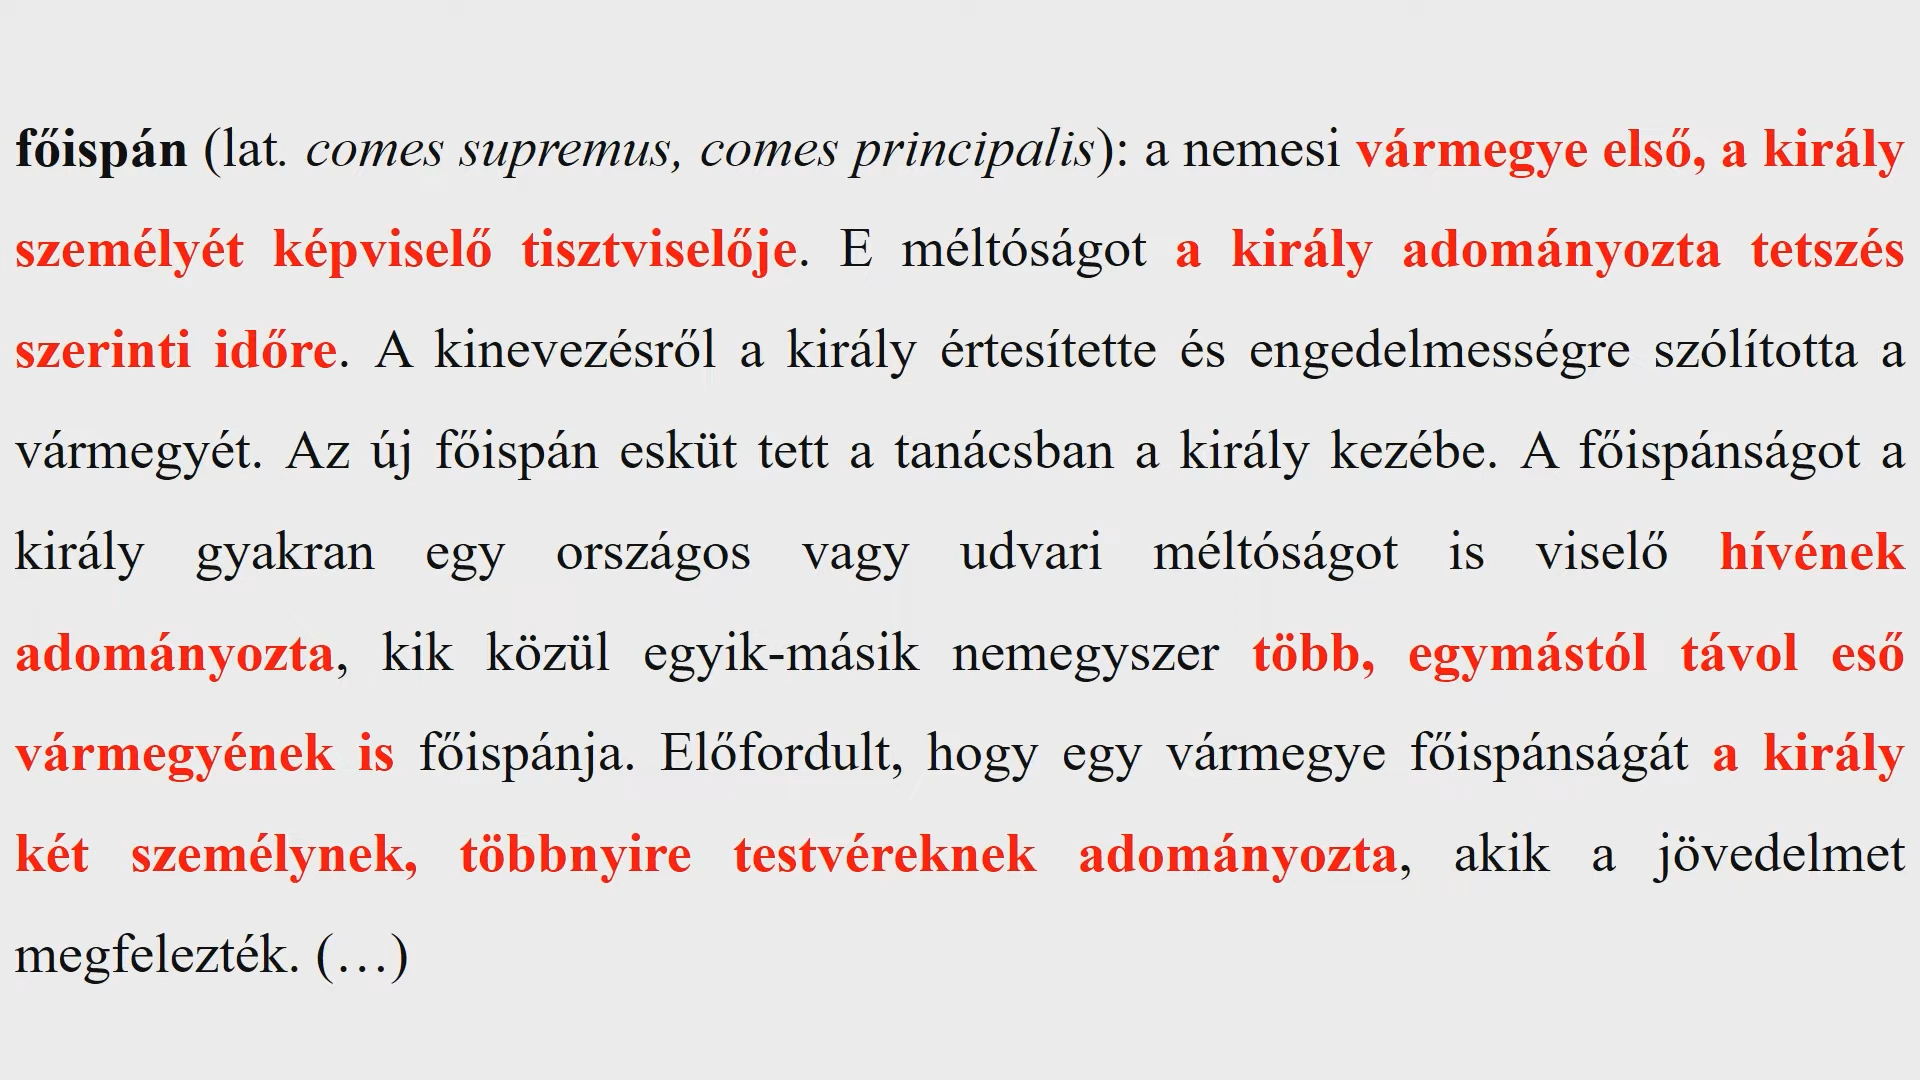 főispán (lat. comes supremus, comes principalis): a nemesi vármegye első, a király
személyét képviselő tisztviselője. E méltóságot a király adományozta tetszés
szerinti időre. A kinevezésről a király értesítette és engedelmességre szólította a
vármegyét. Az új főispán esküt tett a tanácsban a király kezébe. A főispánságot a
király gyakran egy országos vagy udvari méltóságot is viselő hívének
adományozta, kik közül egyik-másik nemegyszer több, egymástól távol eső
vármegyének is főispánja. Előfordult, hogy egy vármegye főispánságát a király
két személynek, többnyire testvéreknek adományozta, akik a jövedelmet
megfelezték. (…)